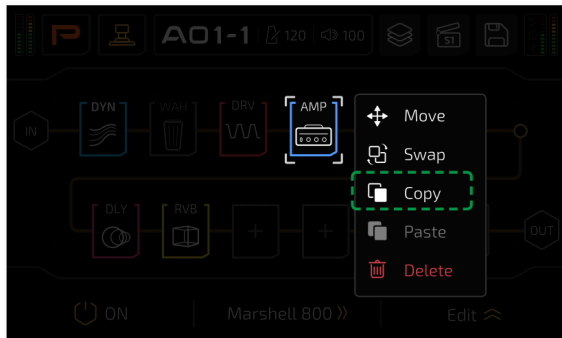 P A01-1 120 100 S1
DYN WAH DRV AMP
IN
Move
Swap
Copy
Paste
Delete
DLY RVB + +
OUT
ON Marshell 800 Edit